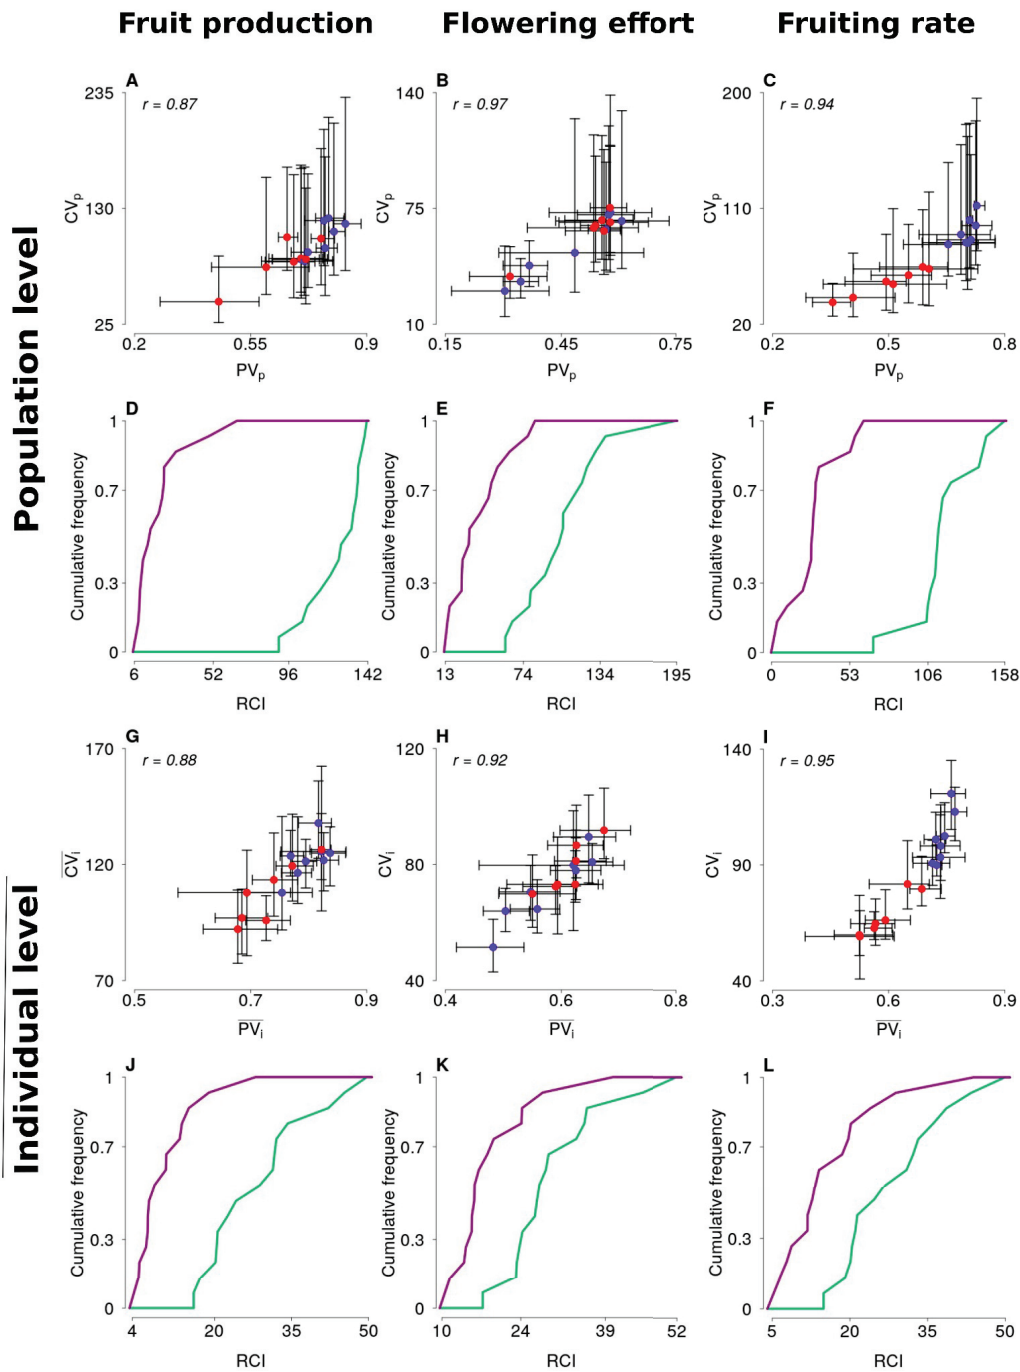 Fruit production Flowering effort Fruiting rate
Population level
A B C
r = 0.87 r = 0.97 r = 0.94
235 130 25
CVp
0.2 0.55 0.9
PVp
140 75 10
CVp
0.15 0.45 0.75
PVp
200 110 20
CVp
0.2 0.5 0.8
PVp
D E F
1 0.7 0.3 0
Cumulative frequency
6 52 96 142
RCI
1 0.7 0.3 0
Cumulative frequency
13 74 134 195
RCI
1 0.7 0.3 0
Cumulative frequency
0 53 106 158
RCI
Individual level
G H I
r = 0.88 r = 0.92 r = 0.95
170 120 70
CVi
0.5 0.7 0.9
PVi
120 80 40
CVi
0.4 0.6 0.8
PVi
140 90 40
CVi
0.3 0.6 0.9
PVi
J K L
1 0.7 0.3 0
Cumulative frequency
4 20 35 50
RCI
1 0.7 0.3 0
Cumulative frequency
10 24 39 52
RCI
1 0.7 0.3 0
Cumulative frequency
5 20 35 50
RCI